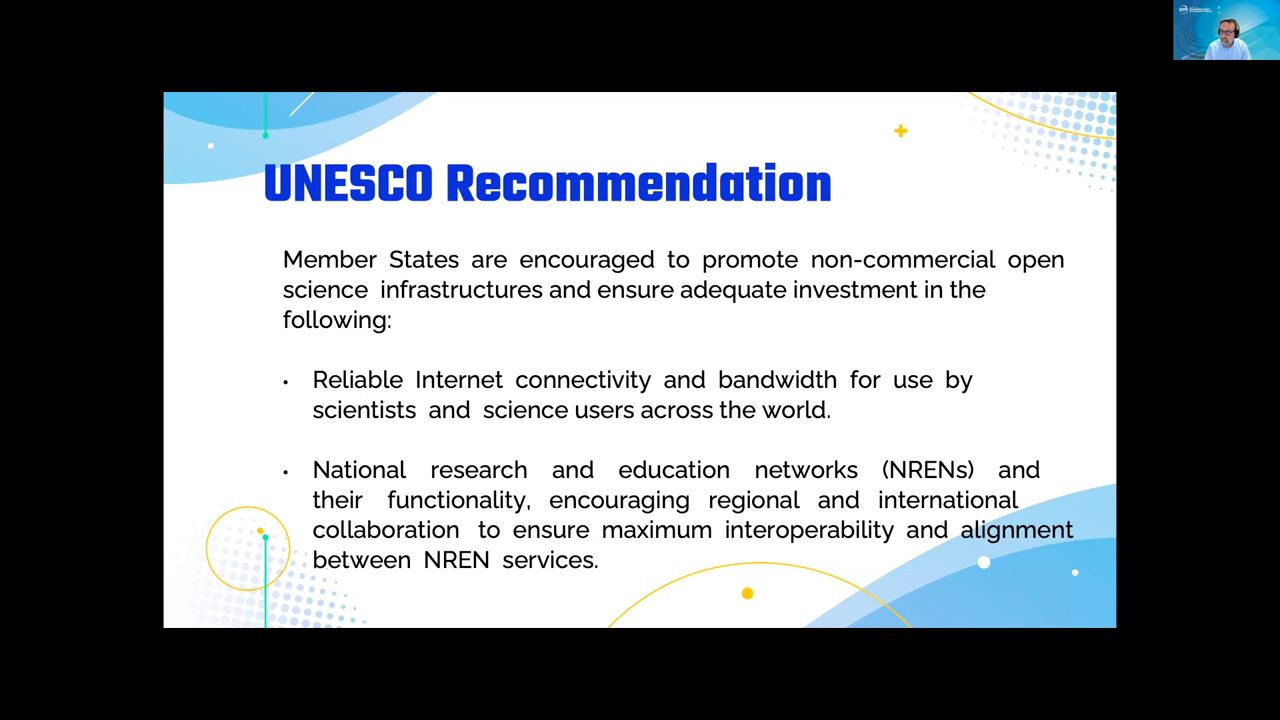 UNESCO Recommendation
Member States are encouraged to promote non-commercial open
science infrastructures and ensure adequate investment in the
following:
• Reliable Internet connectivity and bandwidth for use by
scientists and science users across the world.
• National research and education networks (NRENs) and
their functionality, encouraging regional and international
collaboration to ensure maximum interoperability and alignment
between NREN services.